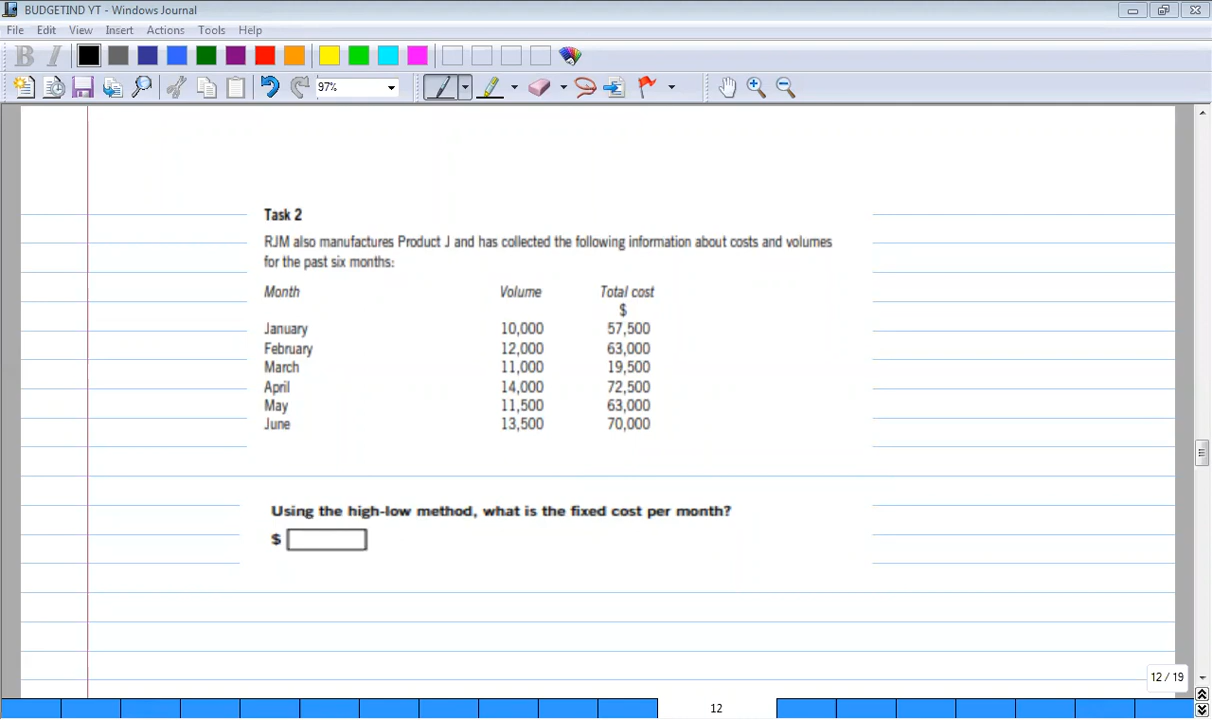 BUDGETIND YT - Windows Journal
File Edit View Insert Actions Tools Help
B I
97%
Task 2
RJM also manufactures Product J and has collected the following information about costs and volumes
for the past six months:
Month Volume Total cost
$
January 10,000 57,500
February 12,000 63,000
March 11,000 19,500
April 14,000 72,500
May 11,500 63,000
June 13,500 70,000
Using the high-low method, what is the fixed cost per month?
$
12 / 19
12